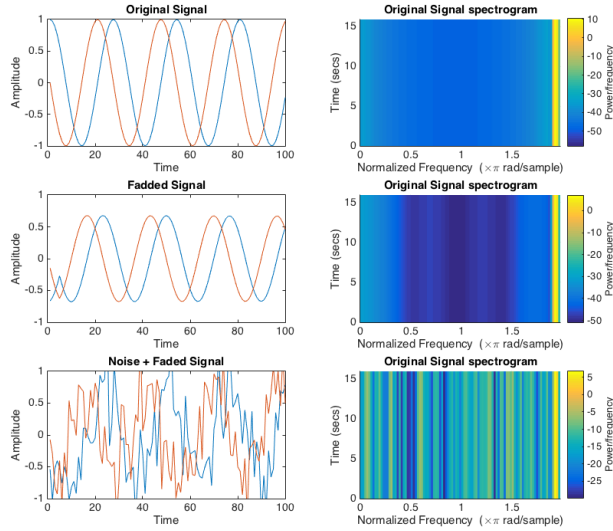 Original Signal
1
0.5
0
-0.5
-1
Amplitude
0 20 40 60 80 100
Time
Original Signal spectrogram
15
10
5
0
Time (secs)
0 0.5 1 1.5
Normalized Frequency (×π rad/sample)
10
0
-10
-20
-30
-40
-50
Power/frequency
Fadded Signal
1
0.5
0
-0.5
-1
Amplitude
0 20 40 60 80 100
Time
Original Signal spectrogram
15
10
5
0
Time (secs)
0 0.5 1 1.5
Normalized Frequency (×π rad/sample)
0
-10
-20
-30
-40
-50
Power/frequency
Noise + Faded Signal
1
0.5
0
-0.5
-1
Amplitude
0 20 40 60 80 100
Time
Original Signal spectrogram
15
10
5
0
Time (secs)
0 0.5 1 1.5
Normalized Frequency (×π rad/sample)
5
0
-5
-10
-15
-20
-25
Power/frequency